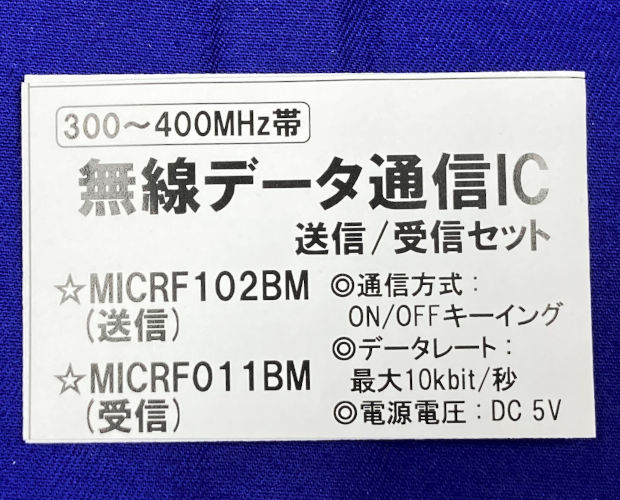 300～400MHz帯
無線データ通信IC
送信/受信セット
☆MICRF102BM
(送信)
☆MICRF011BM
(受信)
◎通信方式：
ON/OFFキーイング
◎データレート：
最大10kbit/秒
◎電源電圧：DC 5V